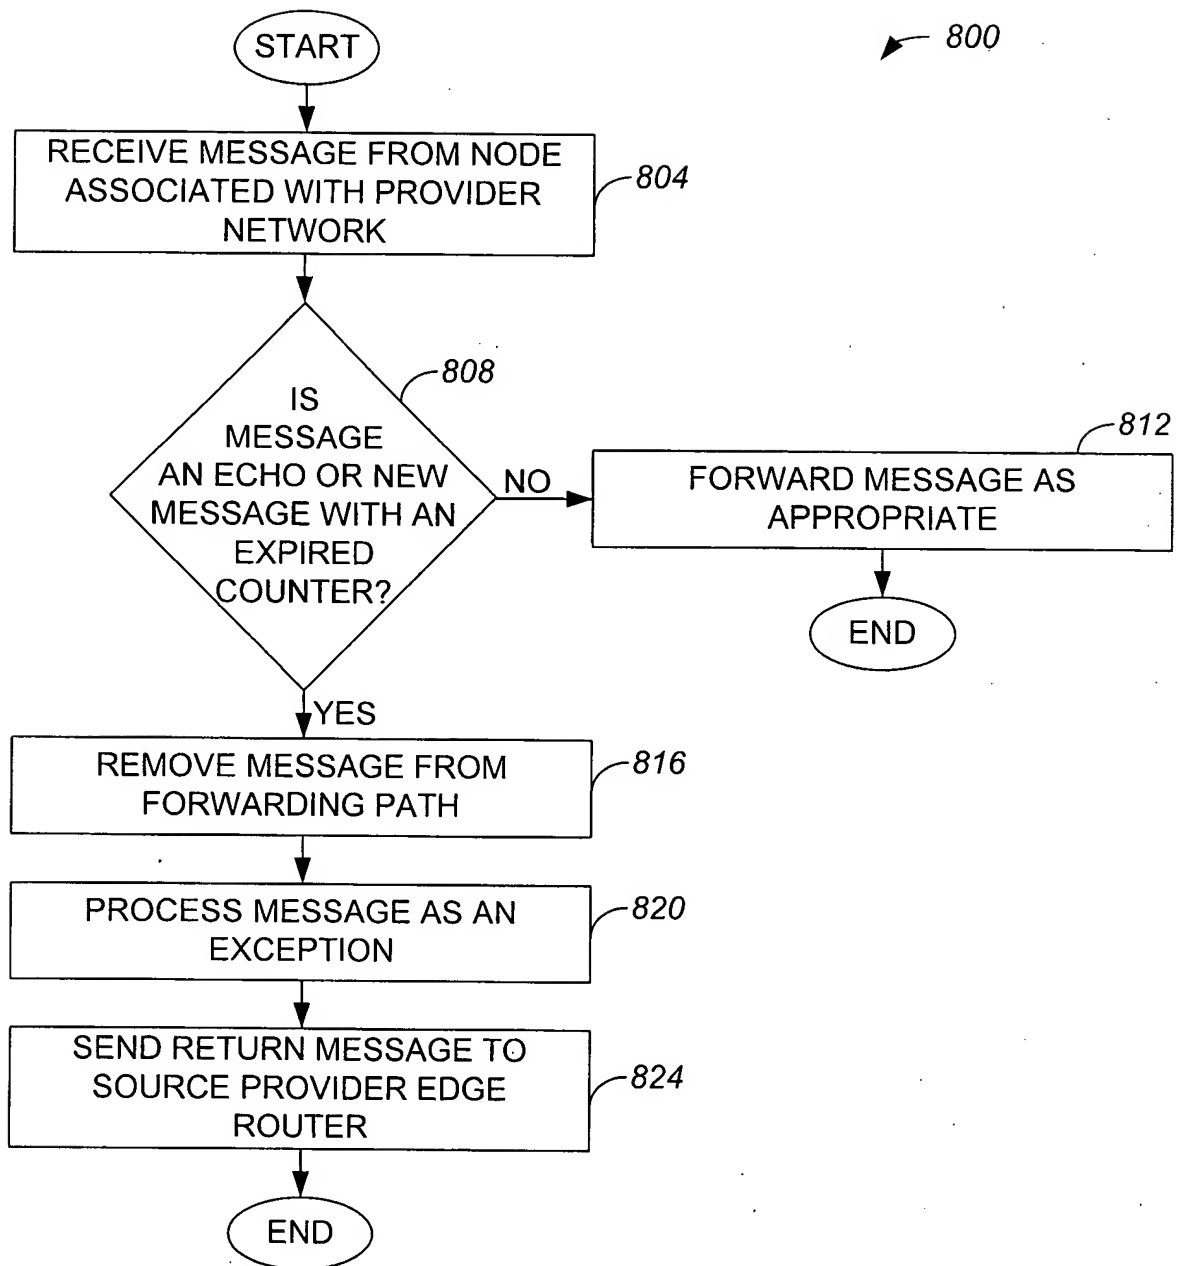 START
800
RECEIVE MESSAGE FROM NODE
ASSOCIATED WITH PROVIDER
NETWORK
804
808
IS
MESSAGE
AN ECHO OR NEW
MESSAGE WITH AN
EXPIRED
COUNTER?
NO
812
FORWARD MESSAGE AS
APPROPRIATE
END
YES
REMOVE MESSAGE FROM
FORWARDING PATH
816
PROCESS MESSAGE AS AN
EXCEPTION
820
SEND RETURN MESSAGE TO
SOURCE PROVIDER EDGE
ROUTER
824
END